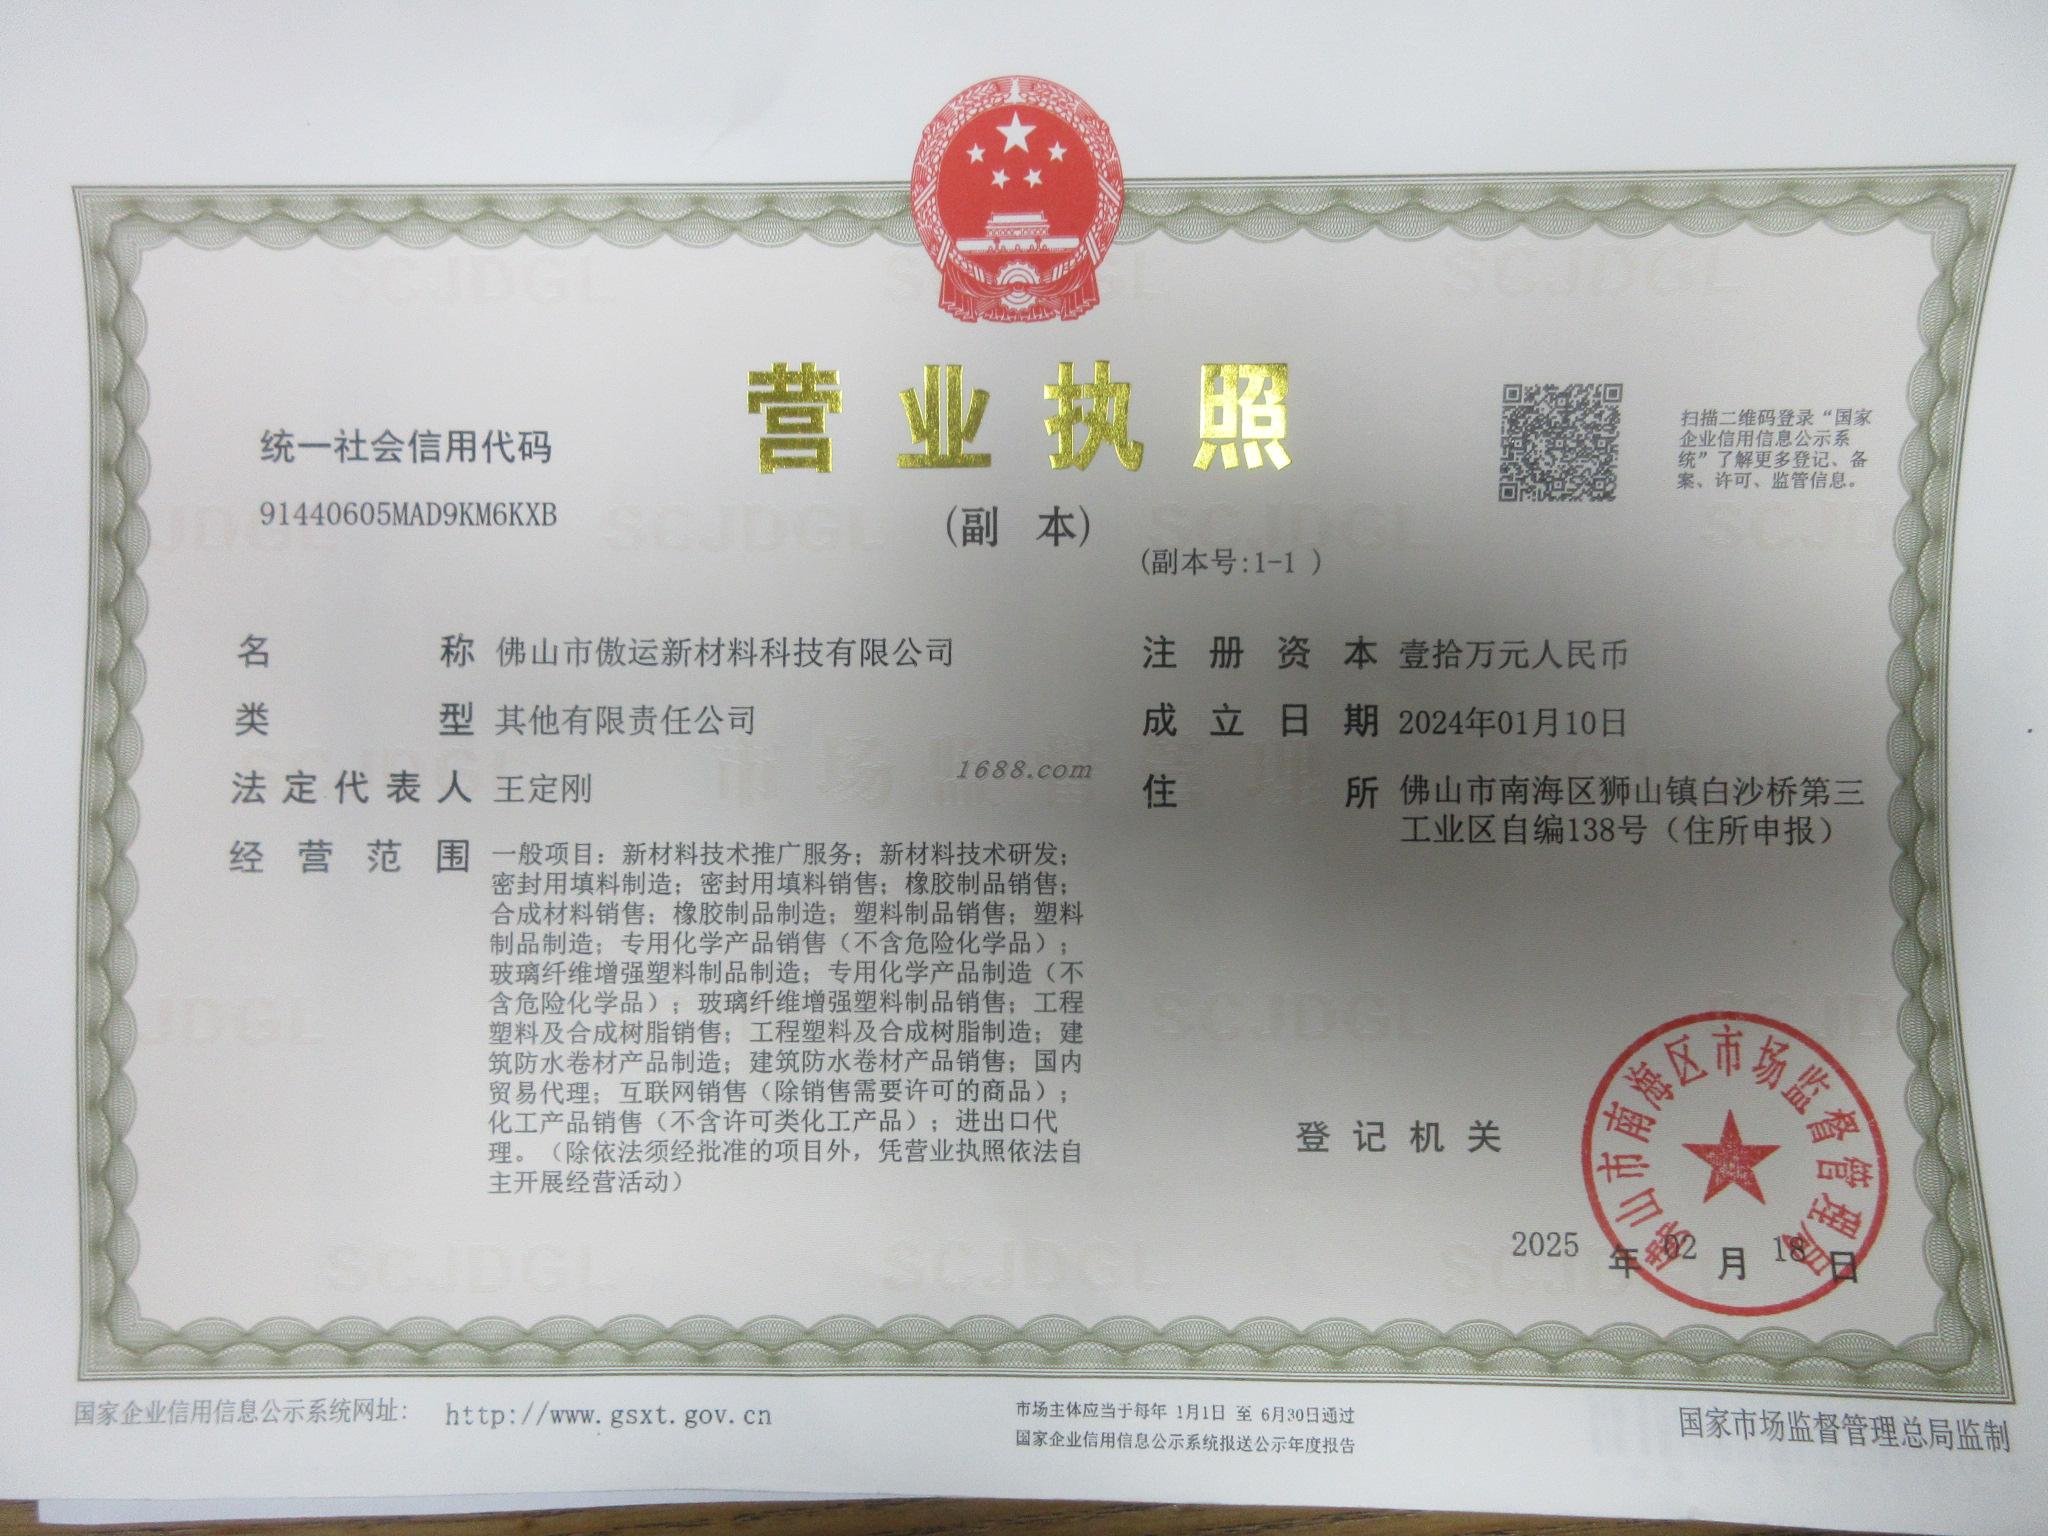 营业执照
(副 本)
(副本号:1-1 )
统一社会信用代码
91440605MAD9KM6KXB
扫描二维码登录“国家
企业信用信息公示系
统”了解更多登记、备
案、许可、监管信息。
名 称 佛山市傲运新材料科技有限公司
类 型 其他有限责任公司
法定代表人 王定刚
经营范围 一般项目：新材料技术推广服务；新材料技术研发；
密封用填料制造；密封用填料销售；橡胶制品销售；
合成材料销售；橡胶制品制造；塑料制品销售；塑料
制品制造；专用化学产品销售（不含危险化学品）；
玻璃纤维增强塑料制品制造；专用化学产品制造（不
含危险化学品）；玻璃纤维增强塑料制品销售；工程
塑料及合成树脂销售；工程塑料及合成树脂制造；建
筑防水卷材产品制造；建筑防水卷材产品销售；国内
贸易代理；互联网销售（除销售需要许可的商品）；
化工产品销售（不含许可类化工产品）；进出口代
理。（除依法须经批准的项目外，凭营业执照依法自
主开展经营活动）
注册资本 壹拾万元人民币
成立日期 2024年01月10日
住 所 佛山市南海区狮山镇白沙桥第三
工业区自编138号（住所申报）
1688.com
登记机关
佛山市南海区市场监督管理局
2025 年 02 月 18 日
国家企业信用信息公示系统网址： http://www.gsxt.gov.cn
市场主体应当于每年 1月1日 至 6月30日通过
国家企业信用信息公示系统报送公示年度报告
国家市场监督管理总局监制
SCJDGL
SCJDGL
SCJDGL
SCJDGL
SCJDGL
SCJDGL
市场监督管理
SCJDGL
SCJDGL
SCJDGL